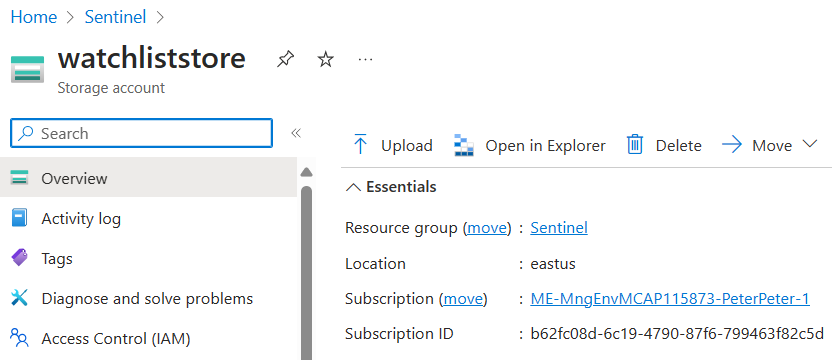 Home > Sentinel >
watchliststore
Storage account
Search
Upload Open in Explorer Delete Move
Overview
Activity log
Tags
Diagnose and solve problems
Access Control (IAM)
Essentials
Resource group (move) : Sentinel
Location : eastus
Subscription (move) : ME-MngEnvMCAP115873-PeterPeter-1
Subscription ID : b62fc08d-6c19-4790-87f6-799463f82c5d